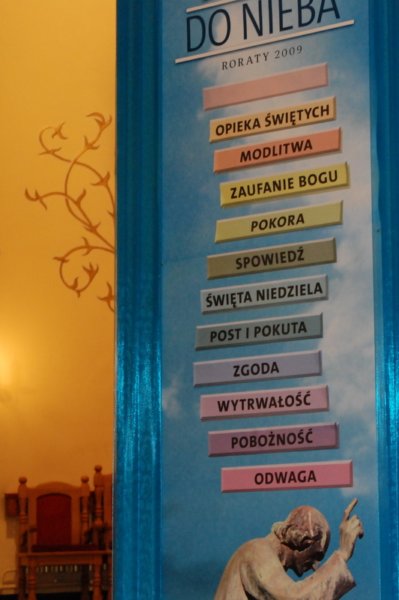 DO NIEBA
RORATY 2009
OPIEKA ŚWIĘTYCH
MODLITWA
ZAUFANIE BOGU
POKORA
SPOWIEDŹ
ŚWIĘTA NIEDZIELA
POST I POKUTA
ZGODA
WYTRWAŁOŚĆ
POBOŻNOŚĆ
ODWAGA